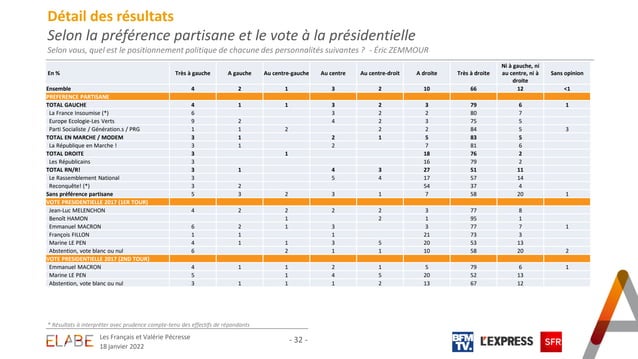 Détail des résultats
Selon la préférence partisane et le vote à la présidentielle
Selon vous, quel est le positionnement politique de chacune des personnalités suivantes ? - Éric ZEMMOUR
En % Très à gauche A gauche Au centre-gauche Au centre Au centre-droit A droite Très à droite Ni à gauche, ni au centre, ni à droite Sans opinion
Ensemble 4 2 1 3 2 10 66 12 <1
PREFERENCE PARTISANE
TOTAL GAUCHE 4 1 1 3 2 3 79 6 1
La France Insoumise (*) 6 3 2 2 80 7
Europe Ecologie-Les Verts 9 2 4 2 3 75 5
Parti Socialiste / Génération.s / PRG 1 1 2 2 2 84 5 3
TOTAL EN MARCHE / MODEM 3 1 2 1 5 83 5
La République en Marche ! 3 1 2 7 81 6
TOTAL DROITE 3 1 18 76 2
Les Républicains 3 16 79 2
TOTAL RN/R! 3 1 4 3 27 51 11
Le Rassemblement National 3 5 4 17 57 14
Reconquête! (*) 3 2 54 37 4
Sans préférence partisane 5 3 2 3 1 7 58 20 1
VOTE PRESIDENTIELLE 2017 (1ER TOUR)
Jean-Luc MELENCHON 4 2 2 2 2 3 77 8
Benoît HAMON 1 2 1 95 1
Emmanuel MACRON 6 2 1 3 3 77 7 1
François FILLON 1 1 1 21 73 3
Marine LE PEN 4 1 1 3 5 20 53 13
Abstention, vote blanc ou nul 6 2 1 1 10 58 20 2
VOTE PRESIDENTIELLE 2017 (2ND TOUR)
Emmanuel MACRON 4 1 1 2 1 5 79 6 1
Marine LE PEN 5 1 4 5 20 52 13
Abstention, vote blanc ou nul 3 1 1 1 2 13 67 12
* Résultats à interpréter avec prudence compte-tenu des effectifs de répondants
ELABE
Les Français et Valérie Pécresse
18 janvier 2022
- 32 -
BFM TV.
L'EXPRESS
SFR